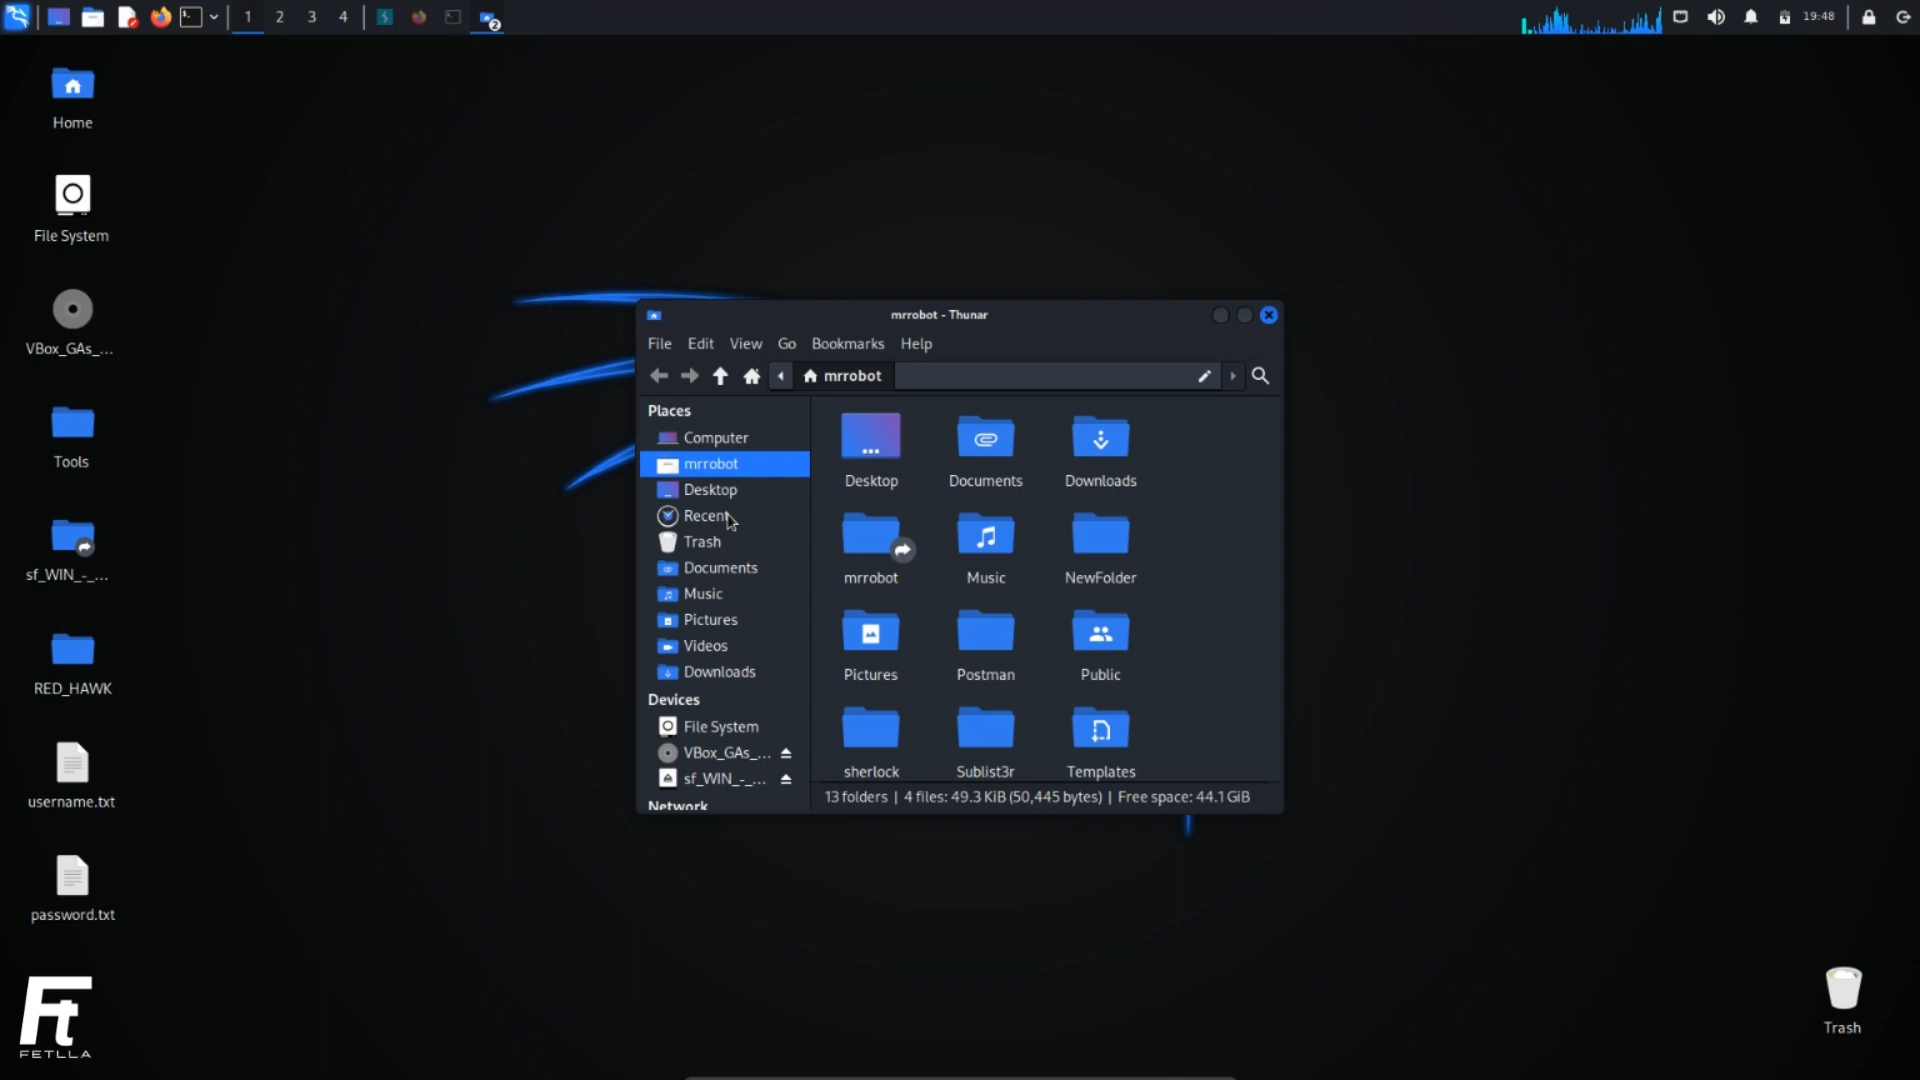 1 2 3 4
2
19:48
Home
File System
VBox_GAs_...
Tools
sf_WIN_-_...
RED_HAWK
username.txt
password.txt
Ft
FETLLA
mrrobot - Thunar
File Edit View Go Bookmarks Help
mrrobot
Places
Computer
mrrobot
Desktop
Recent
Trash
Documents
Music
Pictures
Videos
Downloads
Devices
File System
VBox_GAs_...
sf_WIN_-_...
Network
Desktop Documents Downloads
mrrobot Music NewFolder
Pictures Postman Public
sherlock Sublist3r Templates
13 folders | 4 files: 49.3 KiB (50,445 bytes) | Free space: 44.1 GiB
Trash